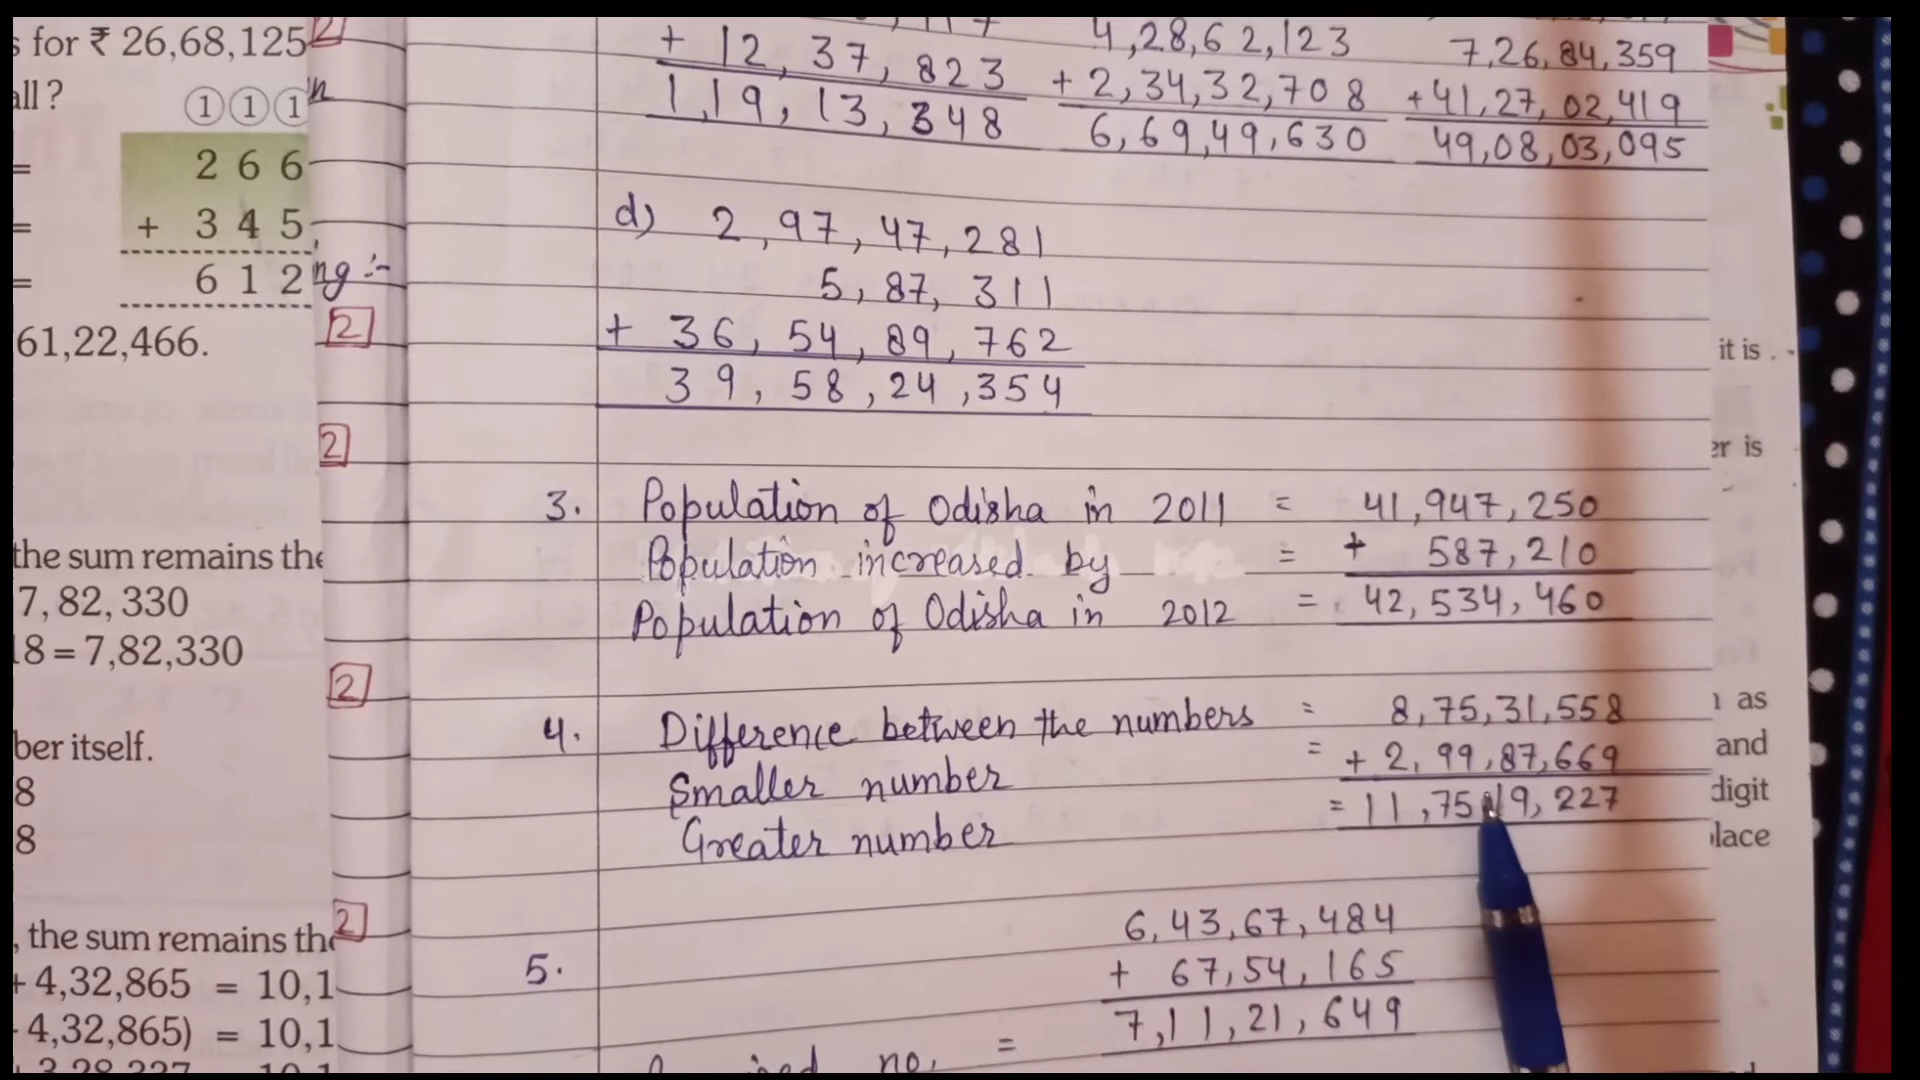 s for ₹ 26,68,125
all ?
1 1 1
2 6 6
+ 3 4 5
6 1 2
61,22,466.
the sum remains the
7, 82, 330
18 = 7,82,330
ber itself.
8
8
, the sum remains the
+ 4,32,865 = 10,1
4,32,865) = 10,1
2
ng :-
2
2
2
2
+ 12, 37, 823
1,19, 13, 348
4,28,62,123
+ 2,34,32,708
6,69,49,630
7,26,84,359
+41,27,02,419
49,08,03,095
d) 2,97,47,281
5,87,311
+ 36,54,89,762
39,58,24,354
3. Population of Odisha in 2011 = 41,947,250
Population increased by = + 587,210
Population of Odisha in 2012 = 42,534,460
4. Difference between the numbers = 8,75,31,558
Smaller number = + 2,99,87,669
Greater number = 11,75 19,227
5. 6,43,67,484
+ 67,54,165
7,11,21,649
no. =
it is .
er is
as
and
digit
place